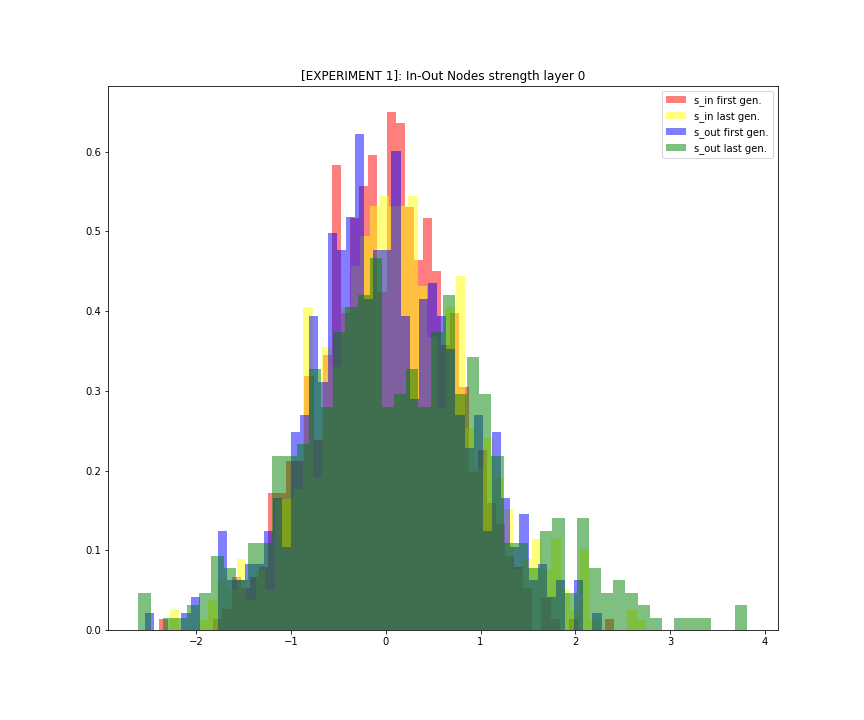 [EXPERIMENT 1]: In-Out Nodes strength layer 0
s_in first gen.
s_in last gen.
s_out first gen.
s_out last gen.
0.6
0.5
0.4
0.3
0.2
0.1
0.0
−2 −1 0 1 2 3 4